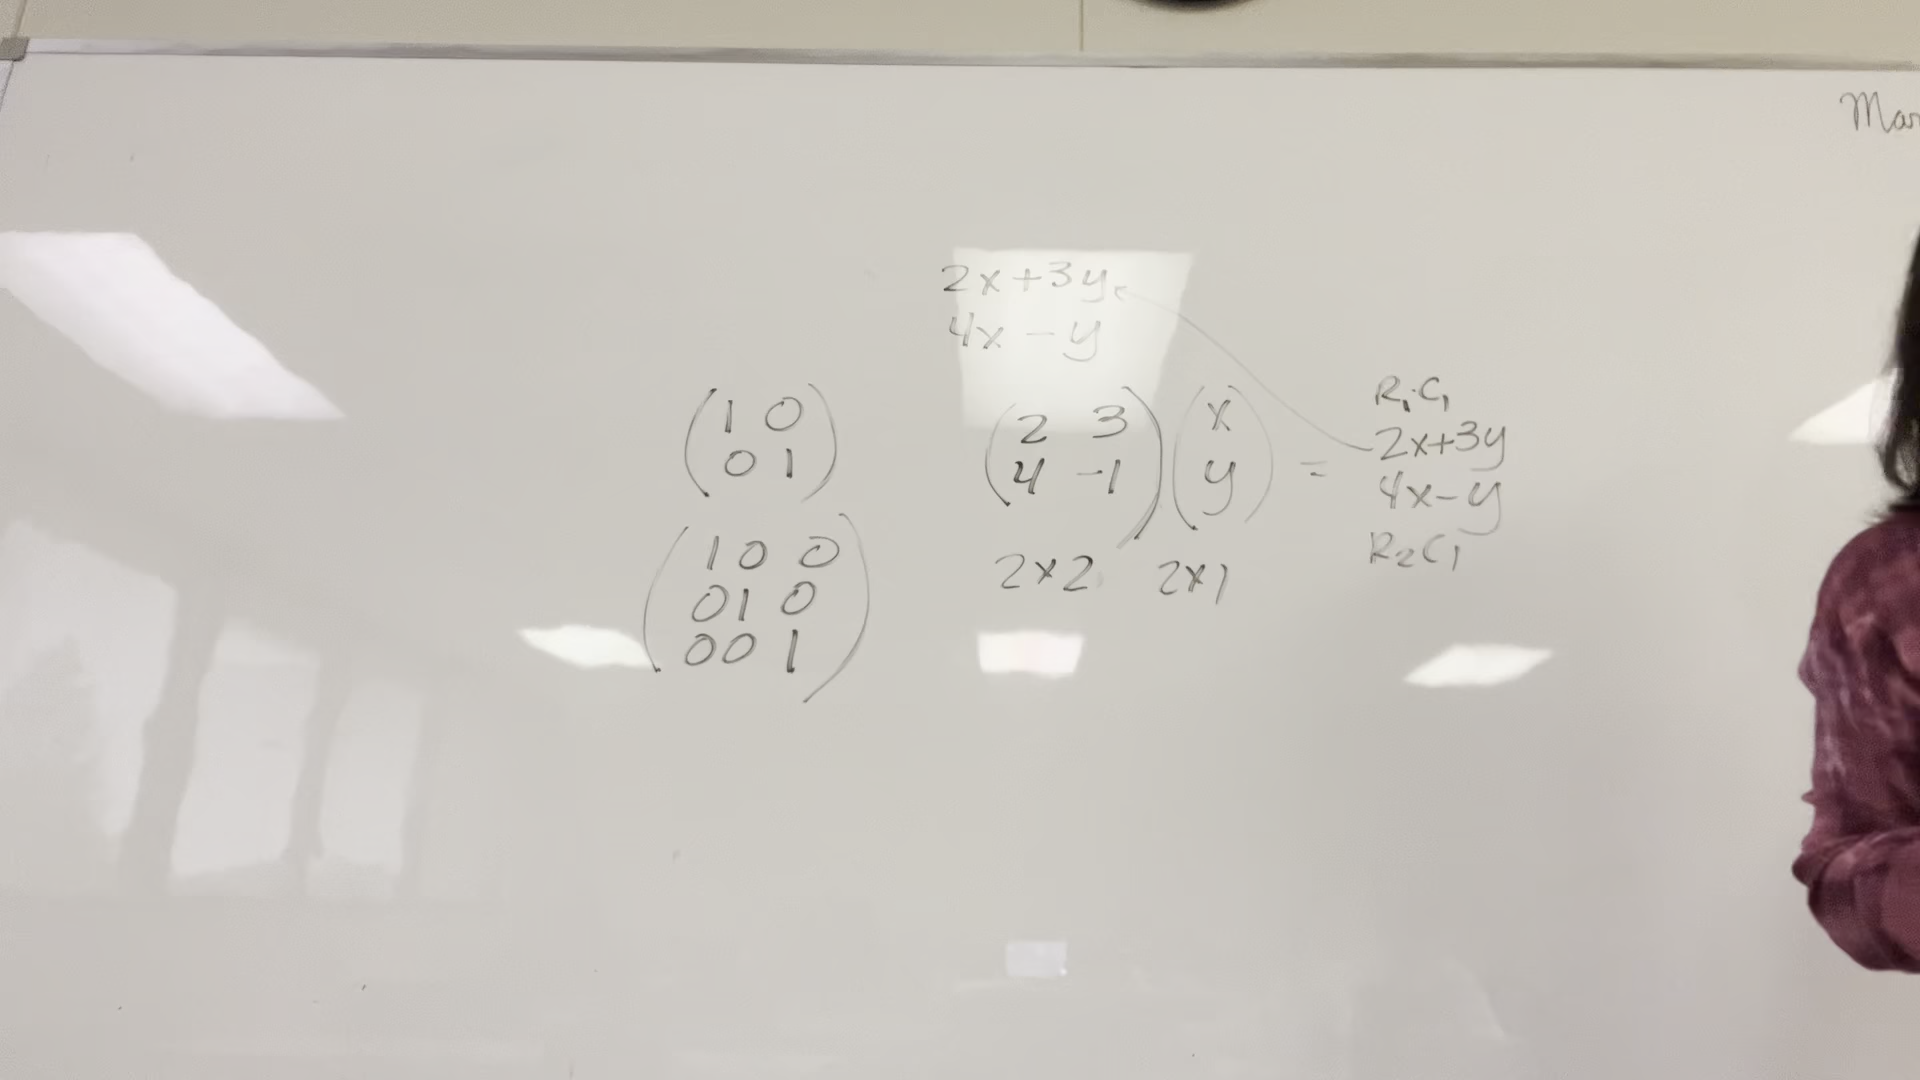 Mar
2x+3y
4x-y
(1 0
0 1)
(1 0 0
0 1 0
0 0 1)
(2 3
4 -1) (x
y) =
R1C1
2x+3y
4x-y
R2C1
2x2 2x1